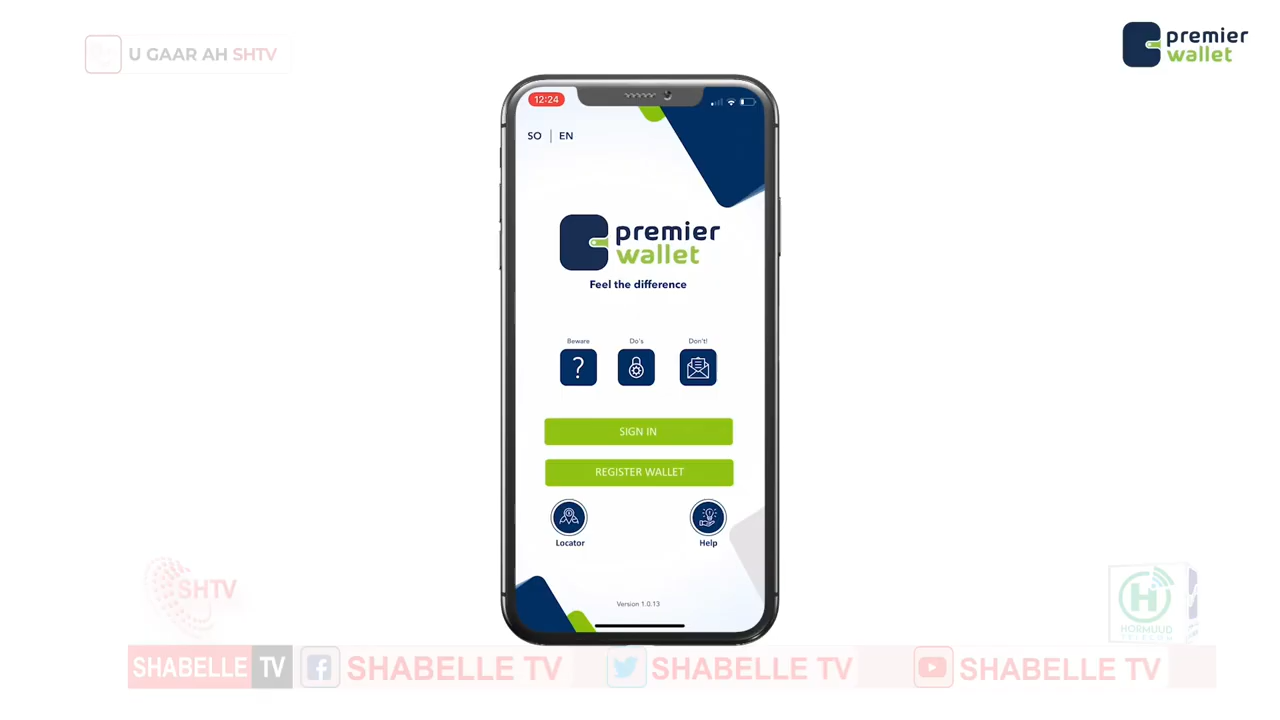 U GAAR AH SHTV
premier
wallet
12:24
SO | EN
premier
wallet
Feel the difference
Beware Do's Don't!
?
SIGN IN
REGISTER WALLET
Locator Help
Version 1.0.13
SHTV
H
HORMUUD
TELECOM
SHABELLE TV SHABELLE TV SHABELLE TV SHABELLE TV